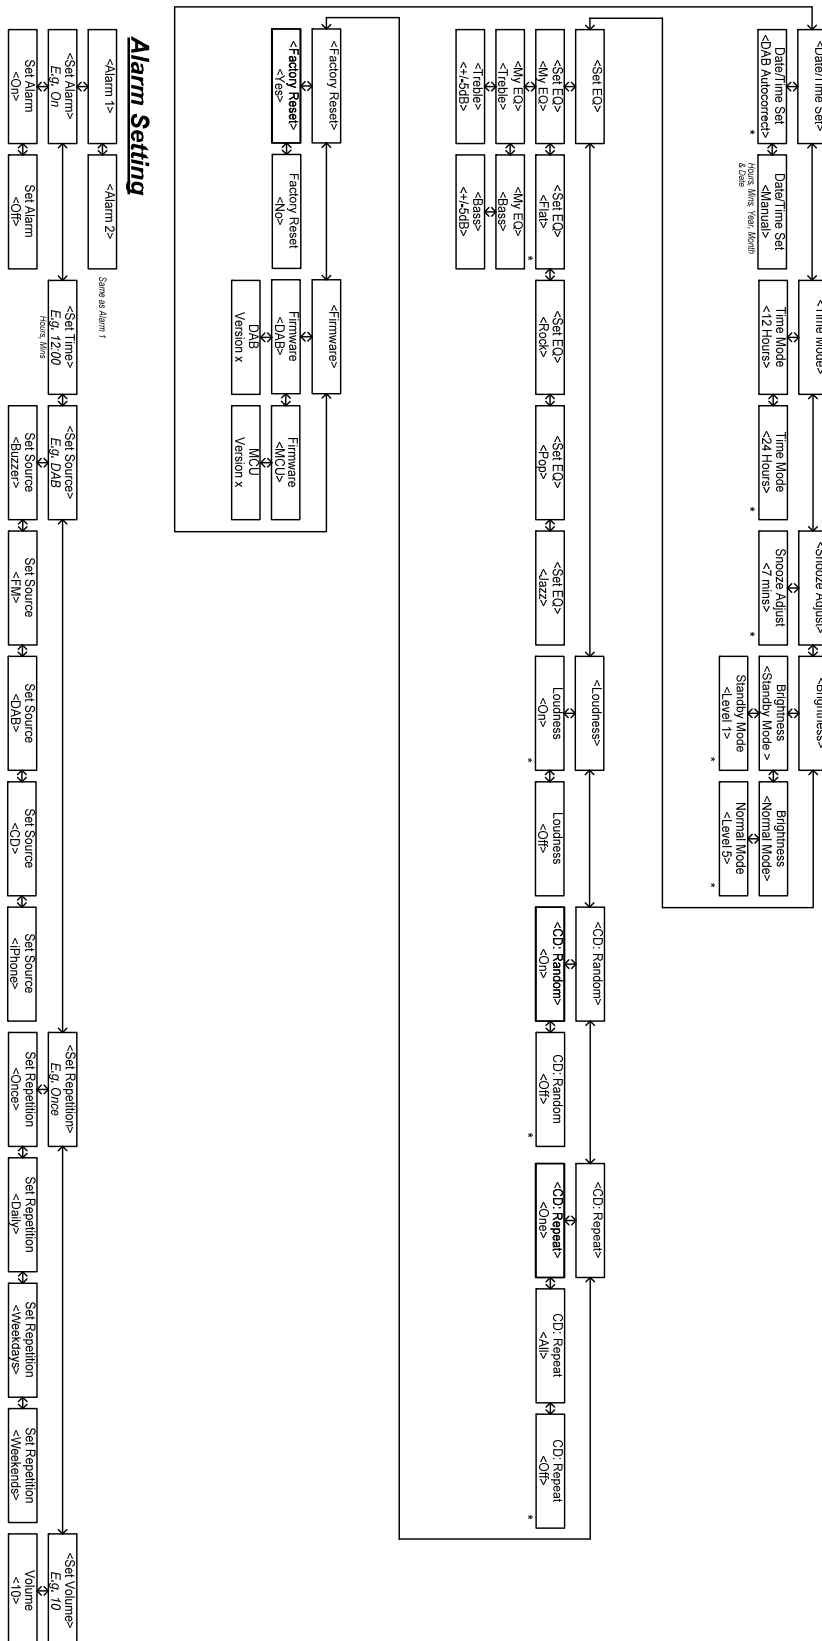 <Date/Time Set>
<Time Mode>
<Snooze Adjust>
<Brightness>
Date/Time Set
<DAB Autocorrect>
*
Date/Time Set
<Manual>
Hours, Mins, Year, Month
& Date
Time Mode
<12 Hours>
Time Mode
<24 Hours>
*
Snooze Adjust
<7 mins>
*
Brightness
<Standby Mode >
Brightness
<Normal Mode>
Standby Mode
<Level 1>
*
Normal Mode
<Level 5>
*
<Set EQ>
<Loudness>
<CD: Random>
<CD: Repeat>
<Set EQ>
<My EQ>
<Set EQ>
<Flat>
*
<Set EQ>
<Rock>
<Set EQ>
<Pop>
<Set EQ>
<Jazz>
Loudness
<On>
*
Loudness
<Off>
<CD: Random>
<On>
CD: Random
<Off>
*
<CD: Repeat>
<One>
CD: Repeat
<All>
CD: Repeat
<Off>
*
<My EQ>
<Treble>
<My EQ>
<Bass>
<Treble>
<+/-5dB>
<Bass>
<+/-5dB>
<Factory Reset>
<Firmware>
<Factory Reset>
<Yes>
Factory Reset
<No>
Firmware
<DAB>
Firmware
<MCU>
DAB
Version x
MCU
Version x
Alarm Setting
<Alarm 1>
<Alarm 2>
Same as Alarm 1
<Set Alarm>
E.g. On
<Set Time>
E.g. 12:00
Hours, Mins
<Set Source>
E.g. DAB
<Set Repetition>
E.g. Once
<Set Volume>
E.g. 10
Set Alarm
<On>
Set Alarm
<Off>
Set Source
<Buzzer>
Set Source
<FM>
Set Source
<DAB>
Set Source
<CD>
Set Source
<iPhone>
Set Repetition
<Once>
Set Repetition
<Daily>
Set Repetition
<Weekdays>
Set Repetition
<Weekends>
Volume
<10>